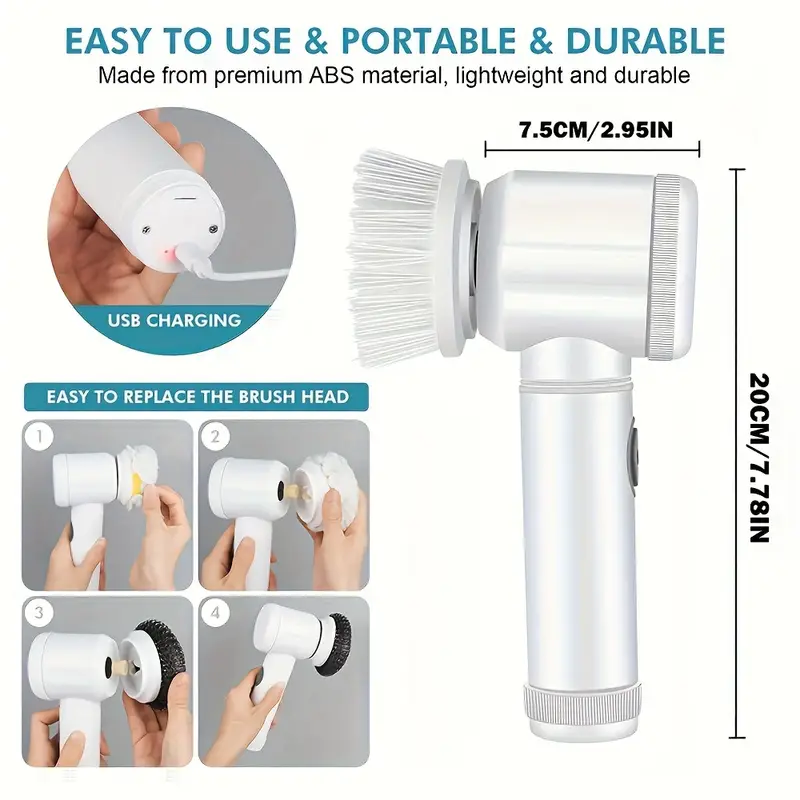 EASY TO USE & PORTABLE & DURABLE
Made from premium ABS material, lightweight and durable
7.5CM/2.95IN
USB CHARGING
20CM/7.78IN
EASY TO REPLACE THE BRUSH HEAD
1
2
3
4